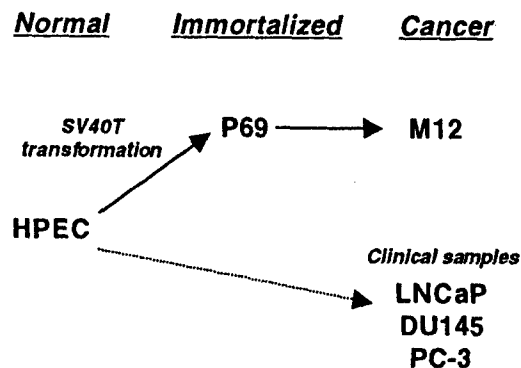 Normal Immortalized Cancer
SV40T
transformation
P69
M12
HPEC
Clinical samples
LNCaP
DU145
PC-3